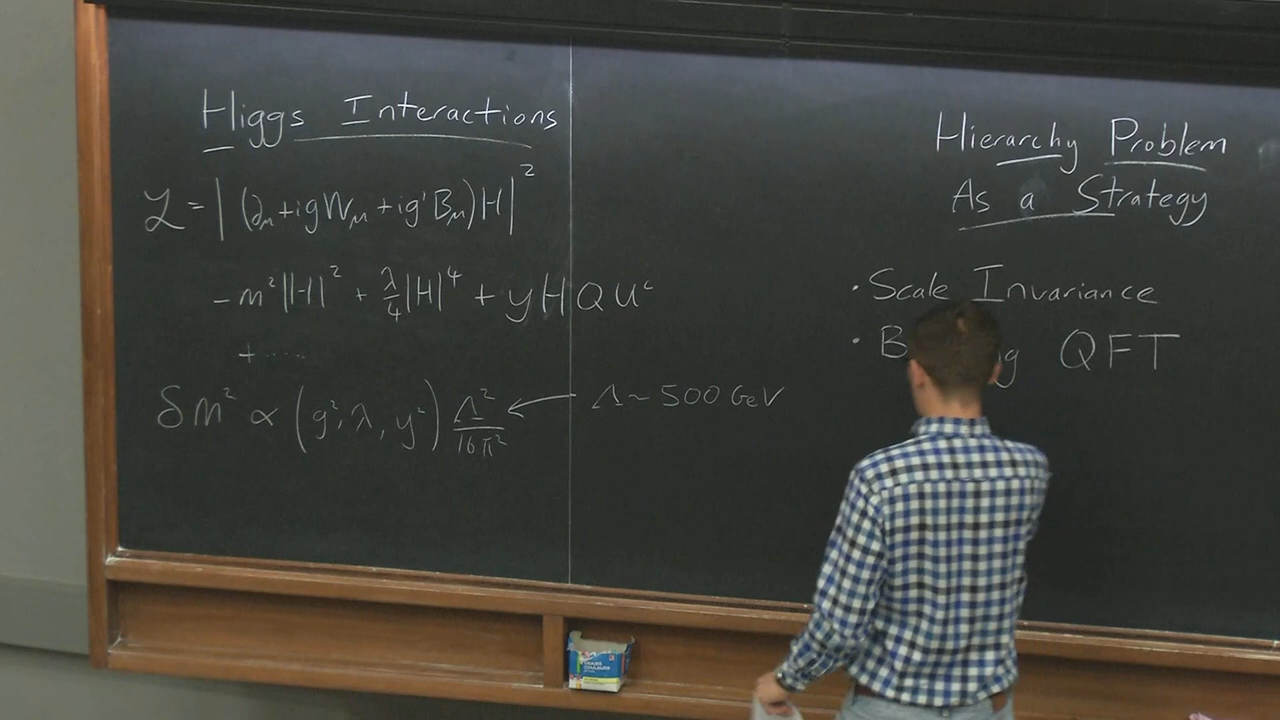 Higgs Interactions
ℒ = |(∂μ + igWμ + ig'Bμ)H|²
- m²|H|² + λ/4 |H|⁴ + yHQuᶜ
+ .....
δm² ∝ (g², λ, y²) Λ²/16π² ← Λ ~ 500 GeV
Hierarchy Problem
As a Strategy
· Scale Invariance
· QFT